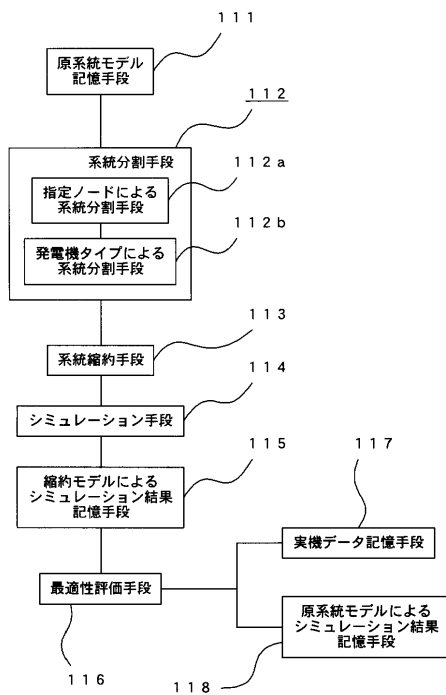 111
原系統モデル
記憶手段
112
系統分割手段
112a
指定ノードによる
系統分割手段
112b
発電機タイプによる
系統分割手段
113
系統縮約手段
114
シミュレーション手段
115
縮約モデルによる
シミュレーション結果
記憶手段
117
実機データ記憶手段
最適性評価手段
116
原系統モデルによる
シミュレーション結果
記憶手段
118